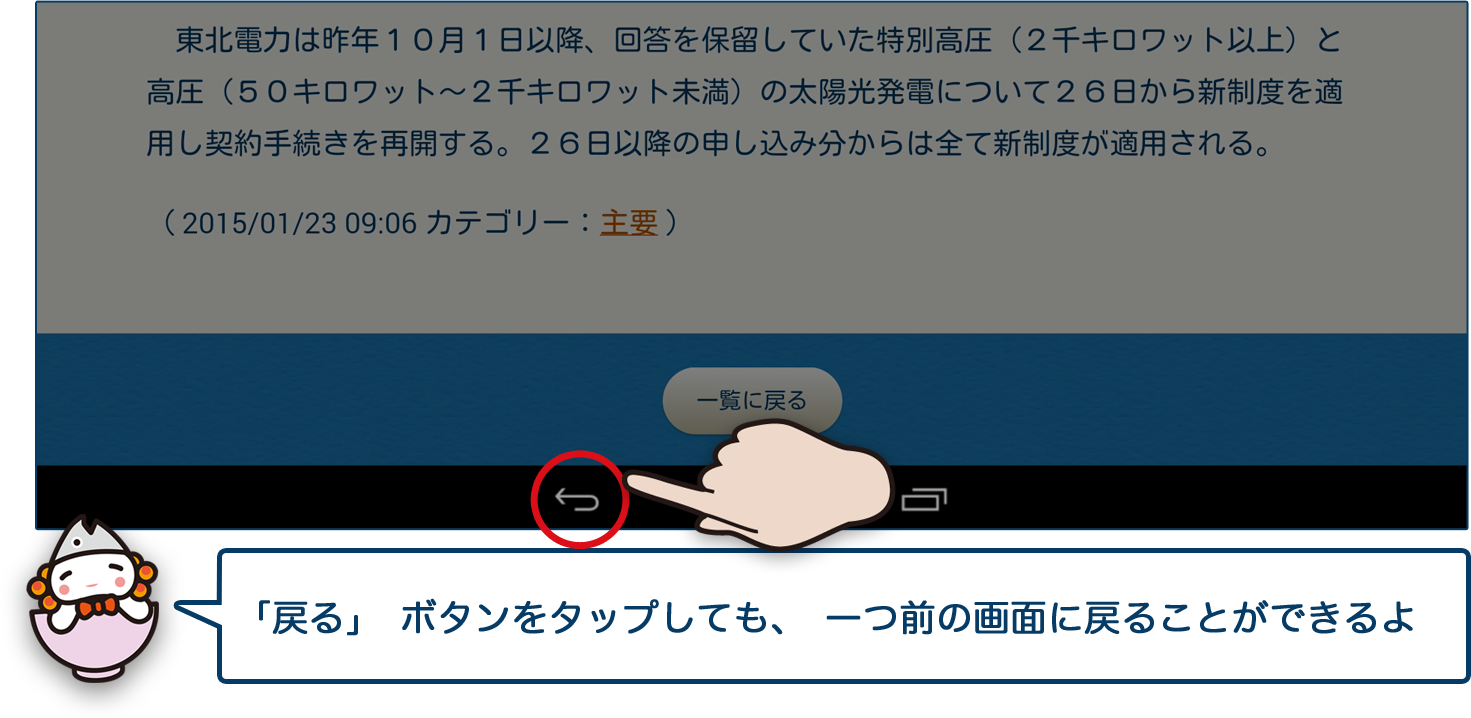 東北電力は昨年１０月１日以降、回答を保留していた特別高圧（２千キロワット以上）と
高圧（５０キロワット～２千キロワット未満）の太陽光発電について２６日から新制度を適
用し契約手続きを再開する。２６日以降の申し込み分からは全て新制度が適用される。
（ 2015/01/23 09:06 カテゴリー：主要 ）
一覧に戻る
「戻る」 ボタンをタップしても、 一つ前の画面に戻ることができるよ